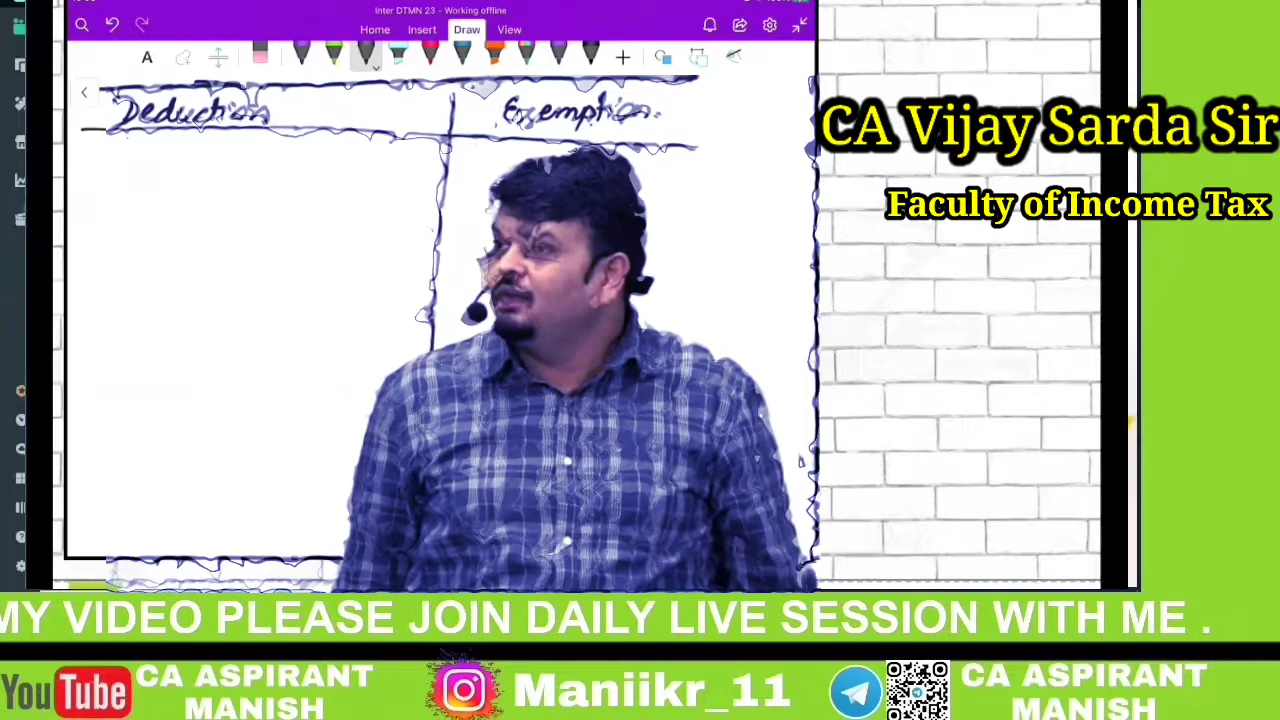 Inter DTMN 23 - Working offline
Home Insert Draw View
A
Deduction Exemption.
CA Vijay Sarda Sir
Faculty of Income Tax
MY VIDEO PLEASE JOIN DAILY LIVE SESSION WITH ME .
YouTube CA ASPIRANT MANISH Maniikr_11 CA ASPIRANT MANISH